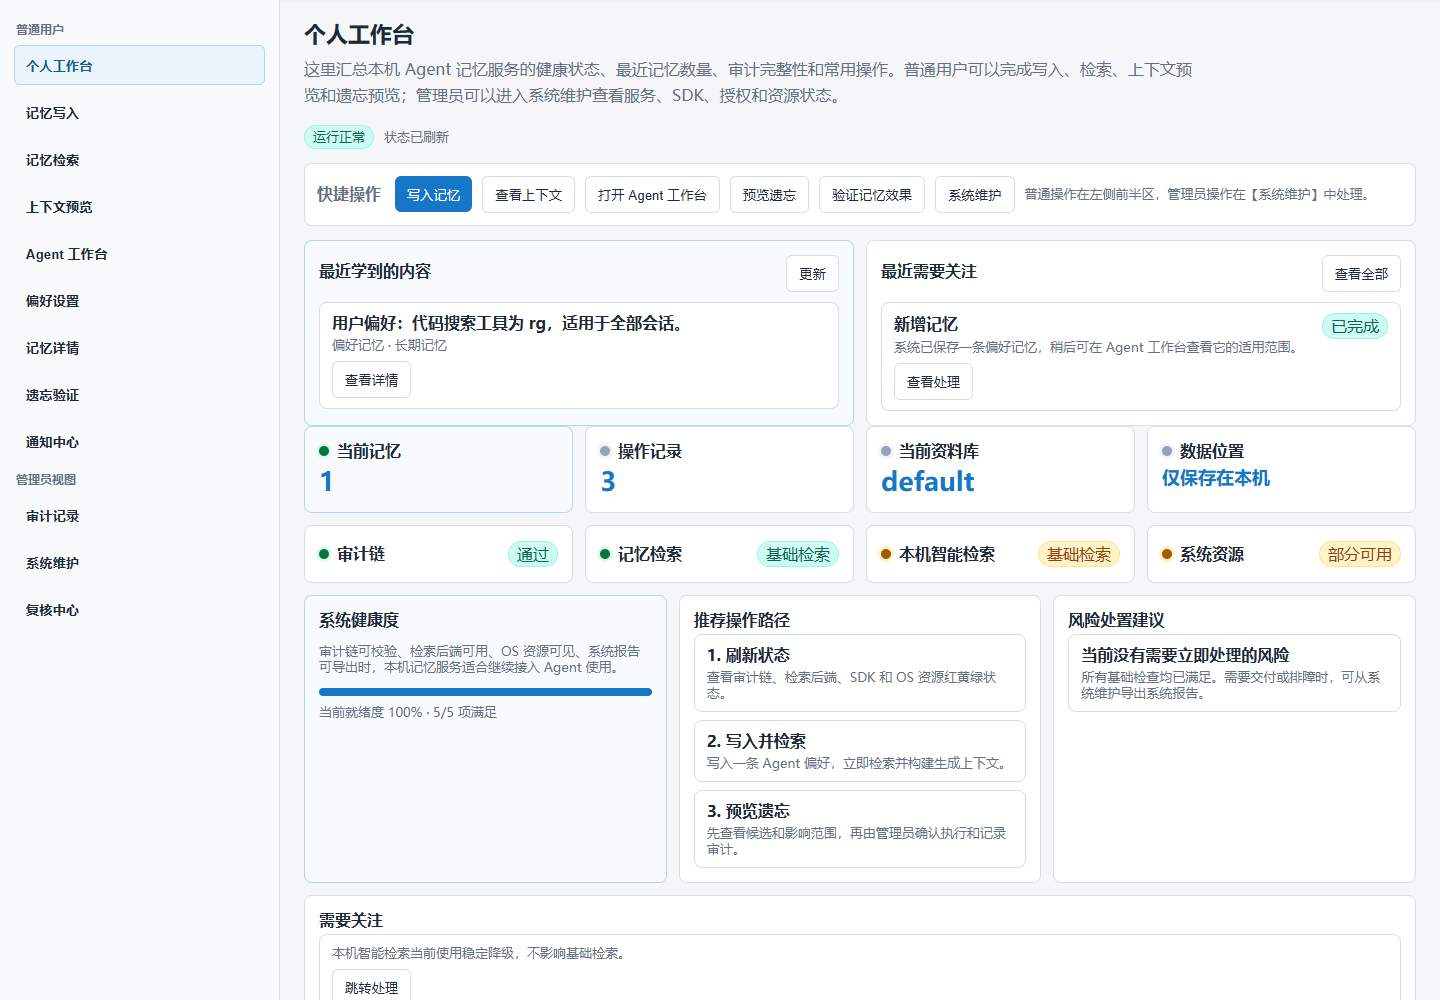 普通用户
个人工作台
记忆写入
记忆检索
上下文预览
Agent 工作台
偏好设置
记忆详情
遗忘验证
通知中心
管理员视图
审计记录
系统维护
复核中心
个人工作台
这里汇总本机 Agent 记忆服务的健康状态、最近记忆数量、审计完整性和常用操作。普通用户可以完成写入、检索、上下文预
览和遗忘预览；管理员可以进入系统维护查看服务、SDK、授权和资源状态。
运行正常 状态已刷新
快捷操作 写入记忆 查看上下文 打开 Agent 工作台 预览遗忘 验证记忆效果 系统维护 普通操作在左侧前半区，管理员操作在【系统维护】中处理。
最近学到的内容
更新
用户偏好：代码搜索工具为 rg，适用于全部会话。
偏好记忆 · 长期记忆
查看详情
最近需要关注
查看全部
新增记忆
已完成
系统已保存一条偏好记忆，稍后可在 Agent 工作台查看它的适用范围。
查看处理
当前记忆
1
操作记录
3
当前资料库
default
数据位置
仅保存在本机
审计链 通过
记忆检索 基础检索
本机智能检索 基础检索
系统资源 部分可用
系统健康度
审计链可校验、检索后端可用、OS 资源可见、系统报告
可导出时，本机记忆服务适合继续接入 Agent 使用。
当前就绪度 100% · 5/5 项满足
推荐操作路径
1. 刷新状态
查看审计链、检索后端、SDK 和 OS 资源红黄绿状
态。
2. 写入并检索
写入一条 Agent 偏好，立即检索并构建生成上下文。
3. 预览遗忘
先查看候选和影响范围，再由管理员确认执行和记录
审计。
风险处置建议
当前没有需要立即处理的风险
所有基础检查均已满足。需要交付或排障时，可从系
统维护导出系统报告。
需要关注
本机智能检索当前使用稳定降级，不影响基础检索。
跳转处理